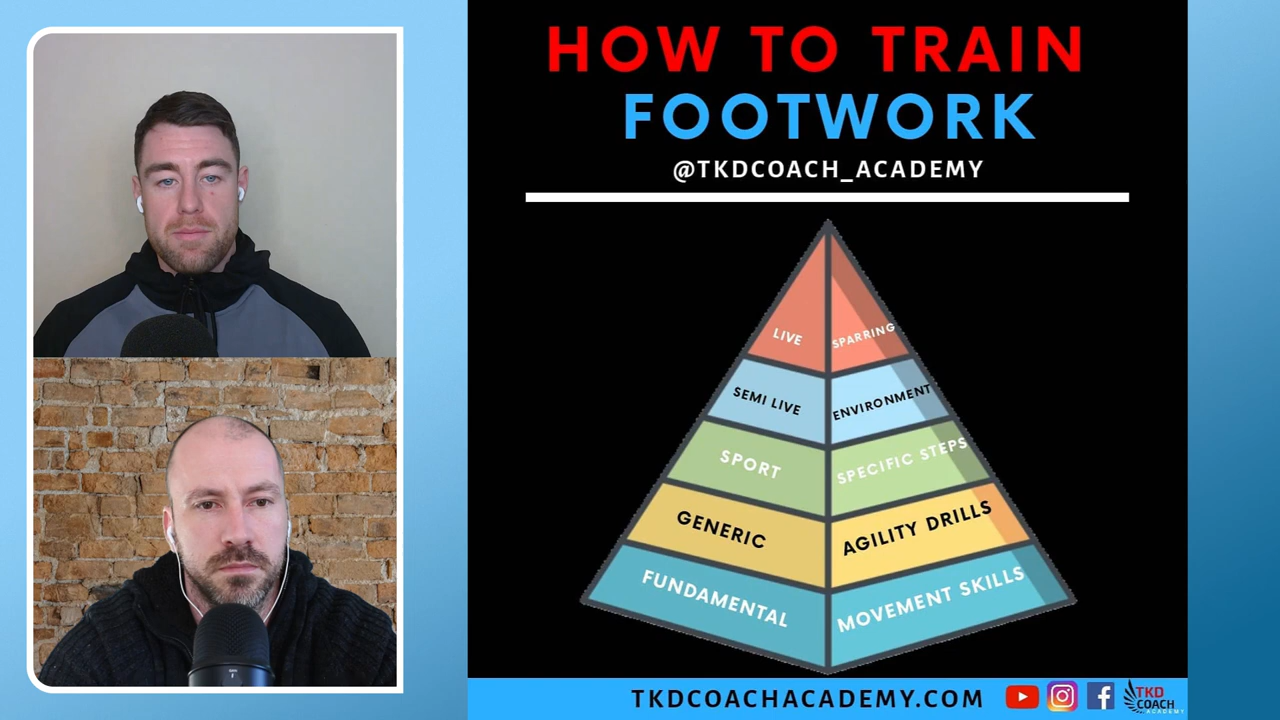 HOW TO TRAIN
FOOTWORK
@TKDCOACH_ACADEMY
LIVE SPARRING
SEMI LIVE ENVIRONMENT
SPORT SPECIFIC STEPS
GENERIC AGILITY DRILLS
FUNDAMENTAL MOVEMENT SKILLS
TKDCOACHACADEMY.COM
TKD
COACH
ACADEMY